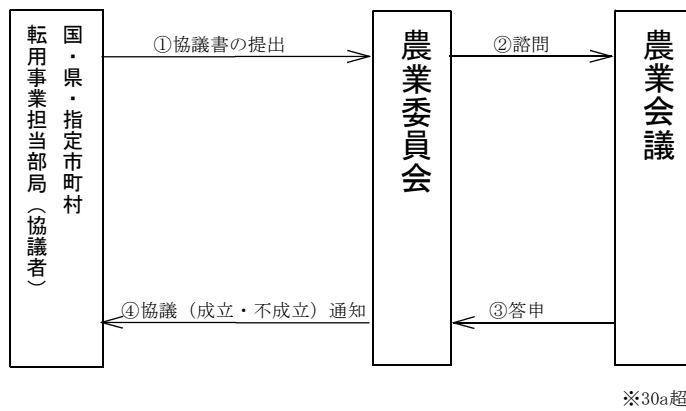 国・県・指定市町村
転用事業担当部局（協議者）
①協議書の提出
農業委員会
②諮問
農業会議
④協議（成立・不成立）通知
③答申
※30a超